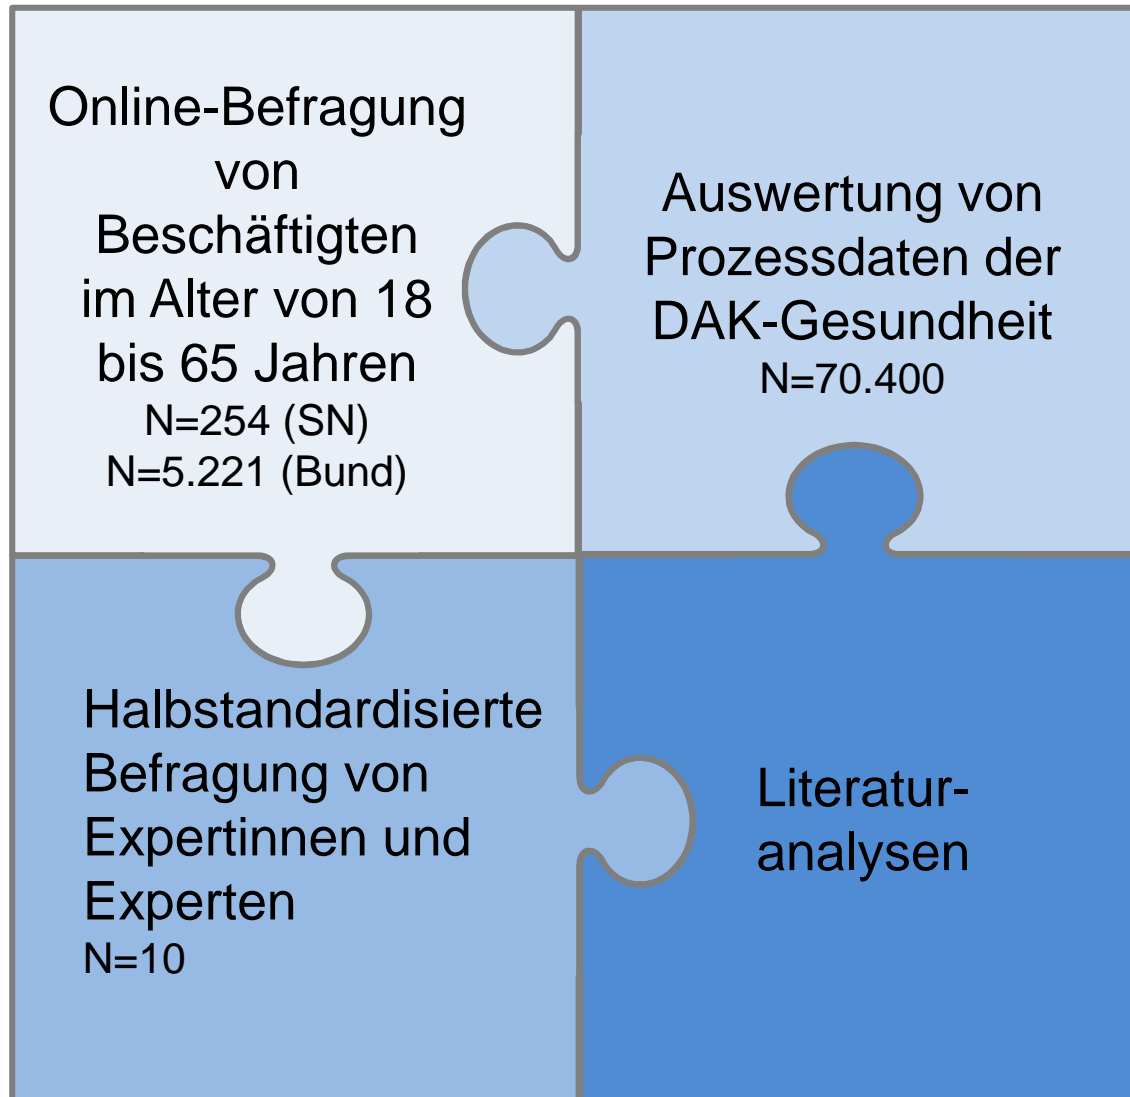 Online-Befragung
von
Beschäftigten
im Alter von 18
bis 65 Jahren
N=254 (SN)
N=5.221 (Bund)
Auswertung von
Prozessdaten der
DAK-Gesundheit
N=70.400
Halbstandardisierte
Befragung von
Expertinnen und
Experten
N=10
Literatur-
analysen